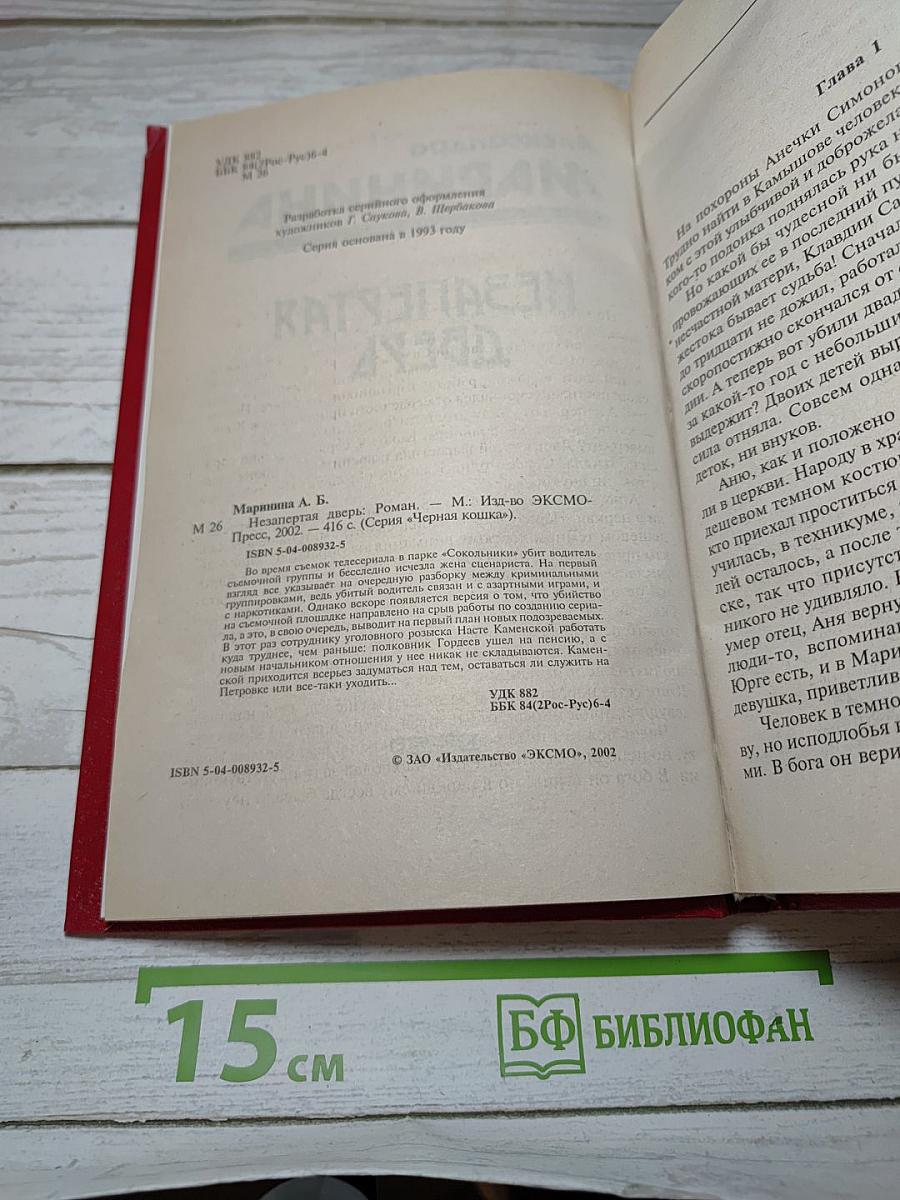 УДК 882
ББК 84(2Рос-Рус)6-4
М 26
Разработка серийного оформления
художников Г. Саукова, В. Щербакова
Серия основана в 1993 году
Маринина А. Б.
М 26 Незапертая дверь: Роман. — М.: Изд-во ЭКСМО-
Пресс, 2002. — 416 с. (Серия «Черная кошка»).
ISBN 5-04-008932-5
Во время съемок телесериала в парке «Сокольники» убит водитель
съемочной группы и бесследно исчезла жена сценариста. На первый
взгляд все указывает на очередную разборку между криминальными
группировками, ведь убитый водитель связан и с азартными играми, и
с наркотиками. Однако вскоре появляется версия о том, что убийство
на съемочной площадке направлено на срыв работы по созданию сериа-
ла, а это, в свою очередь, выводит на первый план новых подозреваемых.
В этот раз сотруднику уголовного розыска Насте Каменской работать
куда труднее, чем раньше: полковник Гордеев ушел на пенсию, а с
новым начальником отношения у нее никак не складываются. Камен-
ской приходится всерьез задуматься над тем, оставаться ли служить на
Петровке или все-таки уходить...
УДК 882
ББК 84(2Рос-Рус)6-4
ISBN 5-04-008932-5
© ЗАО «Издательство «ЭКСМО», 2002
Глава 1
На похороны Анечки Симоно
Трудно найти в Камышове человек
ком с этой улыбчивой и доброжела
кого-то подонка поднялась рука н
Но какой бы чудесной ни бы
провожающих ее в последний пу
несчастной матери, Клавдии Са
жестока бывает судьба! Сначал
до тридцати не дожил, работал
скоропостижно скончался от
дии. А теперь вот убили двад
за какой-то год с небольши
выдержит? Двоих детей выр
сила отняла. Совсем одна
деток, ни внуков.
Аню, как и положено
ли в церкви. Народу в хра
дешевом темном костю
кто приехал проститься
училась, в техникуме,
лей осталось, а после
ске, так что присутст
никого не удивляло.
умер отец, Аня верну
люди-то, вспомина
Юрге есть, и в Мари
девушка, приветлив
Человек в темно
ву, но исподлобья
ми. В бога он вери
15 см
БФ БИБЛИОФАН